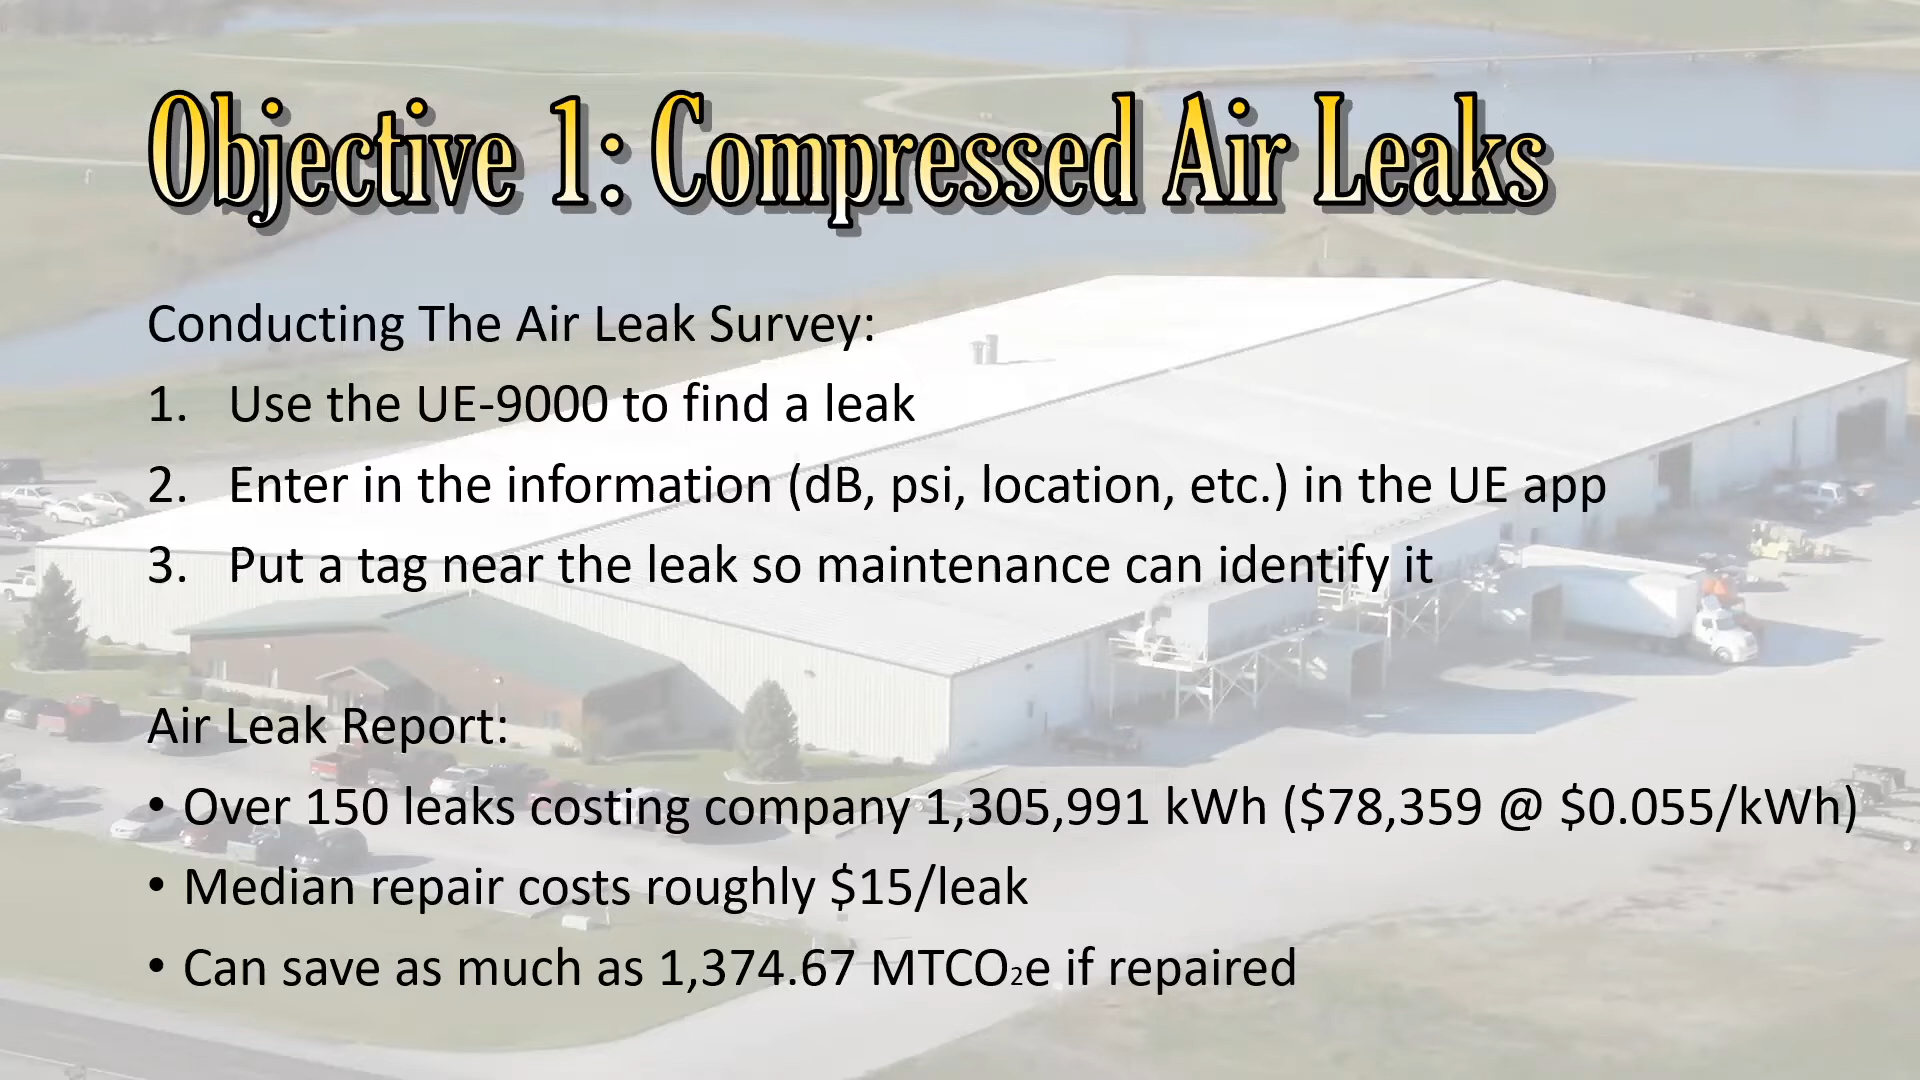 Objective 1: Compressed Air Leaks
Conducting The Air Leak Survey:
1. Use the UE-9000 to find a leak
2. Enter in the information (dB, psi, location, etc.) in the UE app
3. Put a tag near the leak so maintenance can identify it
Air Leak Report:
• Over 150 leaks costing company 1,305,991 kWh ($78,359 @ $0.055/kWh)
• Median repair costs roughly $15/leak
• Can save as much as 1,374.67 MTCO₂e if repaired